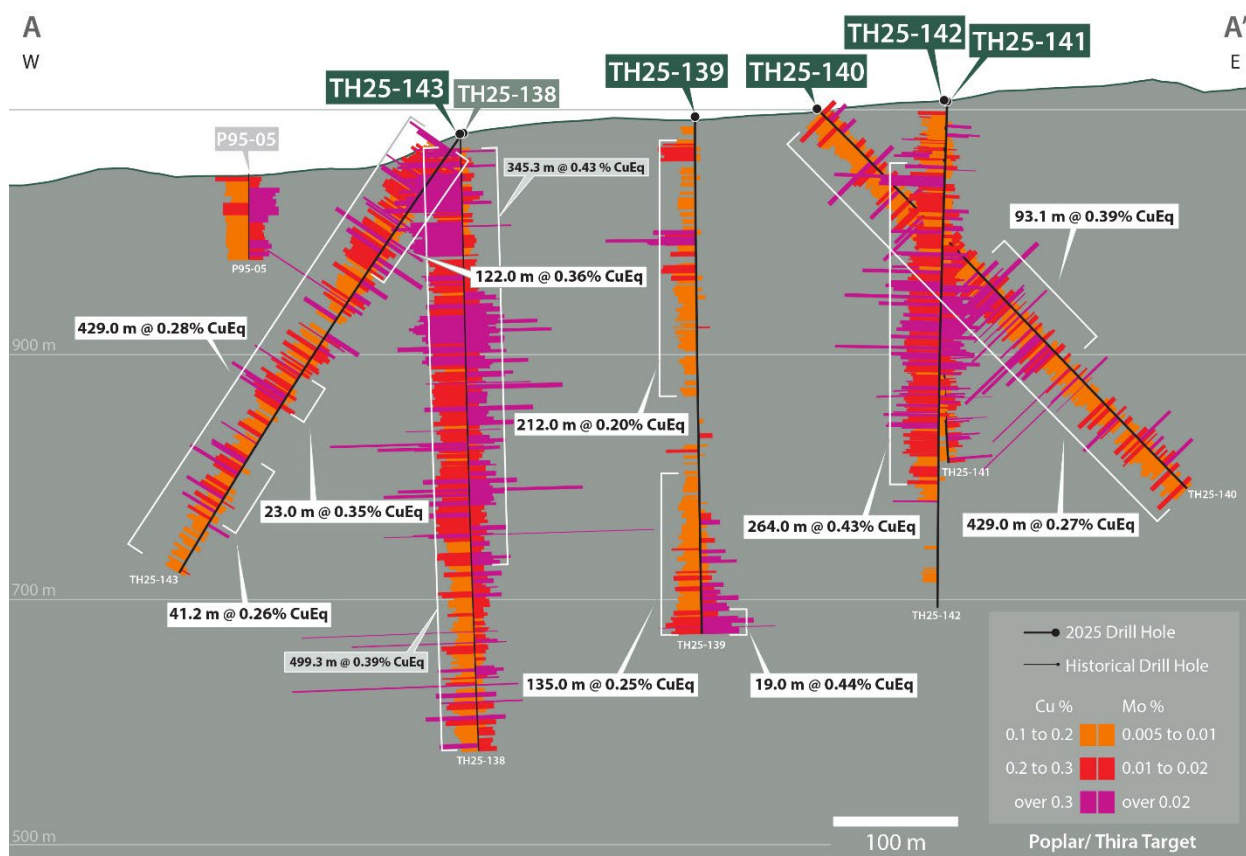 A
W
A'
E
TH25-143
TH25-138
TH25-139
TH25-140
TH25-142
TH25-141
P95-05
P95-05
345.3 m @ 0.43 % CuEq
122.0 m @ 0.36% CuEq
93.1 m @ 0.39% CuEq
429.0 m @ 0.28% CuEq
900 m
212.0 m @ 0.20% CuEq
TH25-141
TH25-140
23.0 m @ 0.35% CuEq
264.0 m @ 0.43% CuEq
429.0 m @ 0.27% CuEq
TH25-143
41.2 m @ 0.26% CuEq
700 m
TH25-142
TH25-139
499.3 m @ 0.39% CuEq
135.0 m @ 0.25% CuEq
19.0 m @ 0.44% CuEq
TH25-138
2025 Drill Hole
Historical Drill Hole
Cu % Mo %
0.1 to 0.2 0.005 to 0.01
0.2 to 0.3 0.01 to 0.02
over 0.3 over 0.02
500 m
100 m
Poplar/ Thira Target